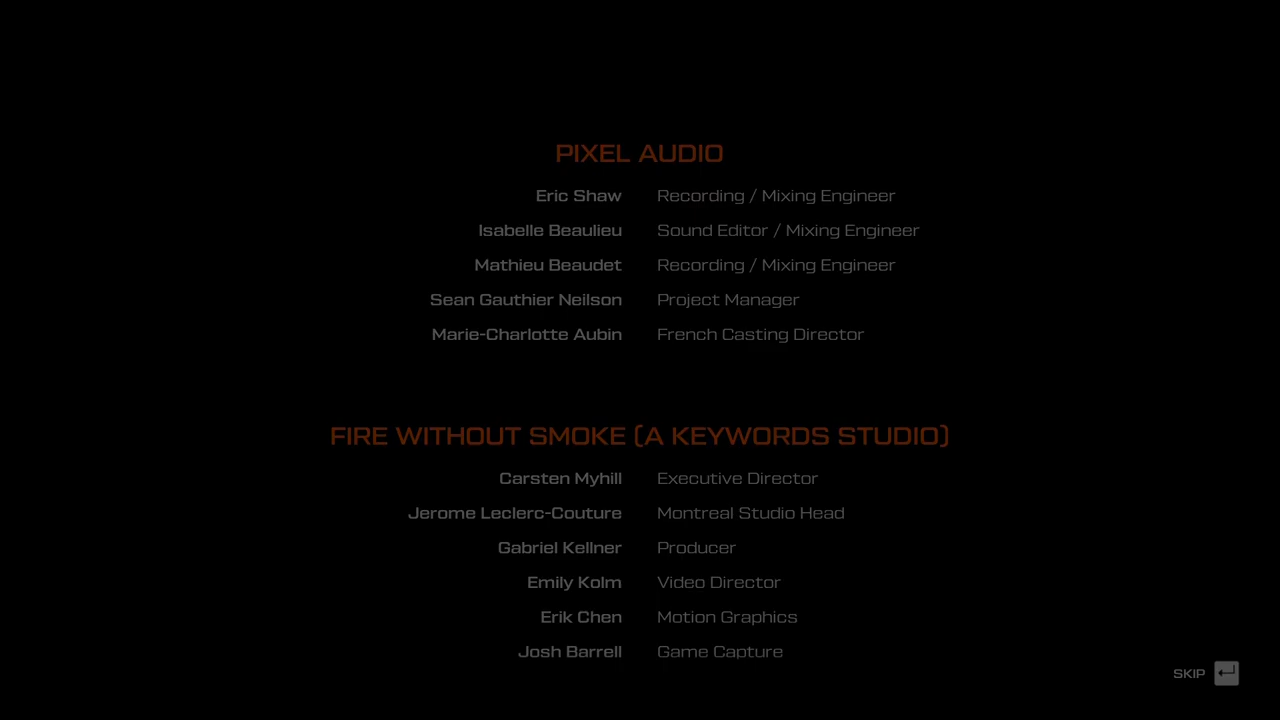 PIXEL AUDIO
Eric Shaw Recording / Mixing Engineer
Isabelle Beaulieu Sound Editor / Mixing Engineer
Mathieu Beaudet Recording / Mixing Engineer
Sean Gauthier Neilson Project Manager
Marie-Charlotte Aubin French Casting Director
FIRE WITHOUT SMOKE (A KEYWORDS STUDIO)
Carsten Myhill Executive Director
Jerome Leclerc-Couture Montreal Studio Head
Gabriel Kellner Producer
Emily Kolm Video Director
Erik Chen Motion Graphics
Josh Barrell Game Capture
SKIP